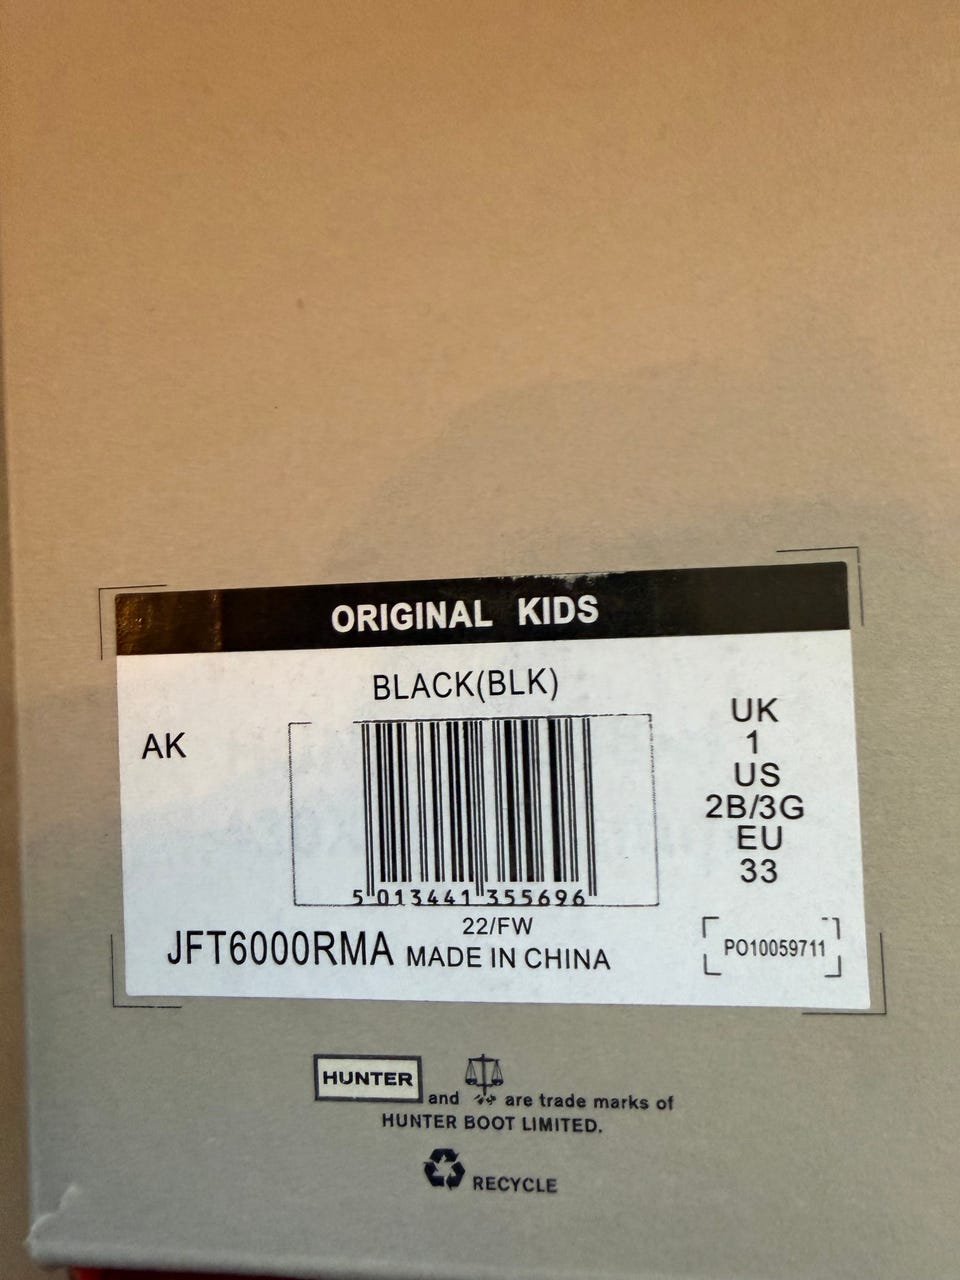 ORIGINAL KIDS
BLACK(BLK)
AK
UK
1
US
2B/3G
EU
33
5 013441 355696
22/FW
JFT6000RMA MADE IN CHINA
PO10059711
HUNTER and are trade marks of
HUNTER BOOT LIMITED.
RECYCLE